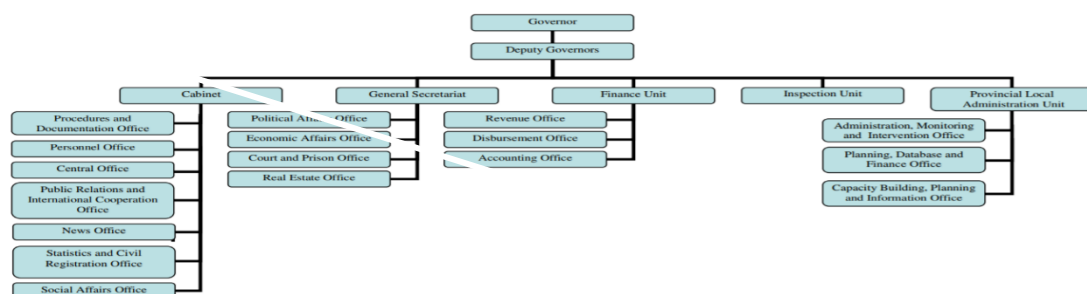 Governor
Deputy Governors
Cabinet
General Secretariat
Finance Unit
Inspection Unit
Provincial Local
Administration Unit
Procedures and
Documentation Office
Personnel Office
Central Office
Public Relations and
International Cooperation
Office
News Office
Statistics and Civil
Registration Office
Social Affairs Office
Political Affairs Office
Economic Affairs Office
Court and Prison Office
Real Estate Office
Revenue Office
Disbursement Office
Accounting Office
Administration, Monitoring
and Intervention Office
Planning, Database and
Finance Office
Capacity Building, Planning
and Information Office